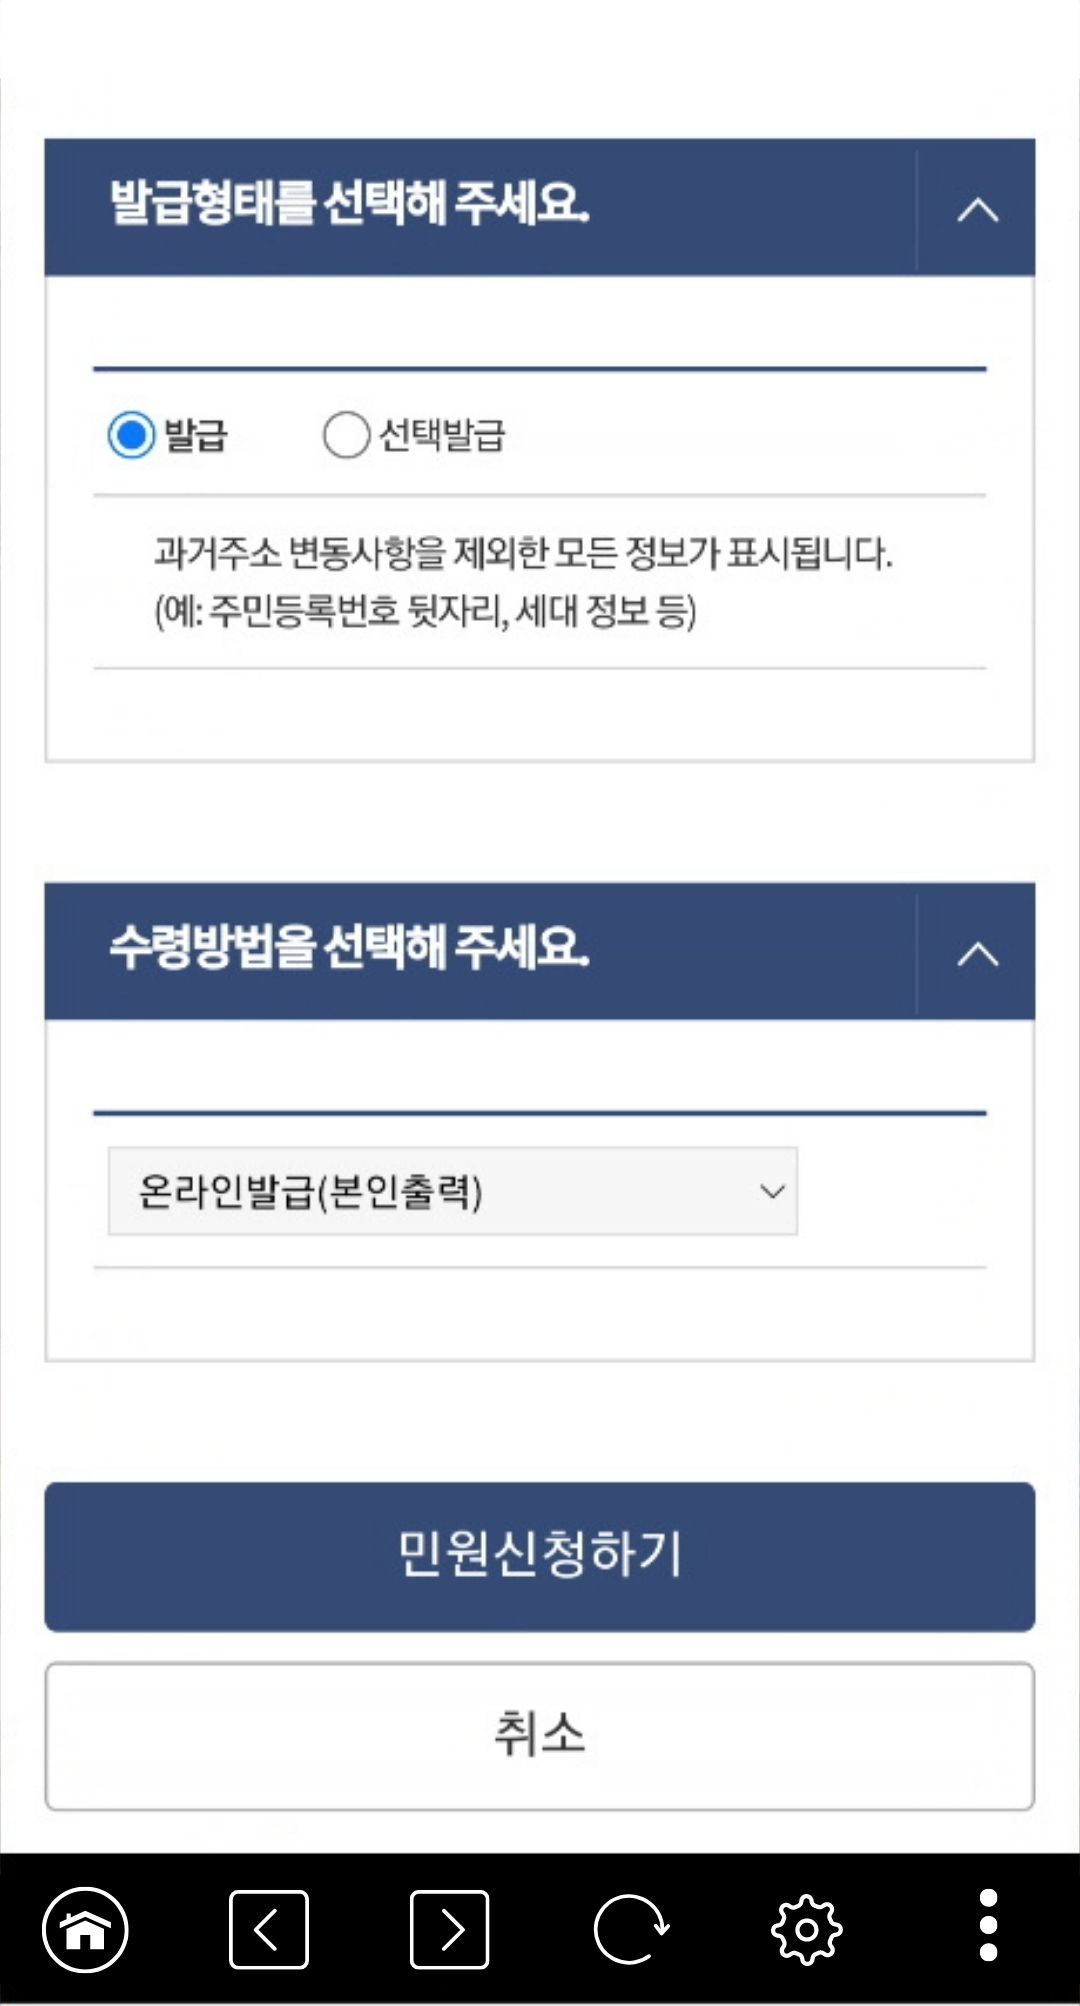 발급형태를 선택해 주세요.
발급 선택발급
과거주소 변동사항을 제외한 모든 정보가 표시됩니다.
(예: 주민등록번호 뒷자리, 세대 정보 등)
수령방법을 선택해 주세요.
온라인발급(본인출력)
민원신청하기
취소